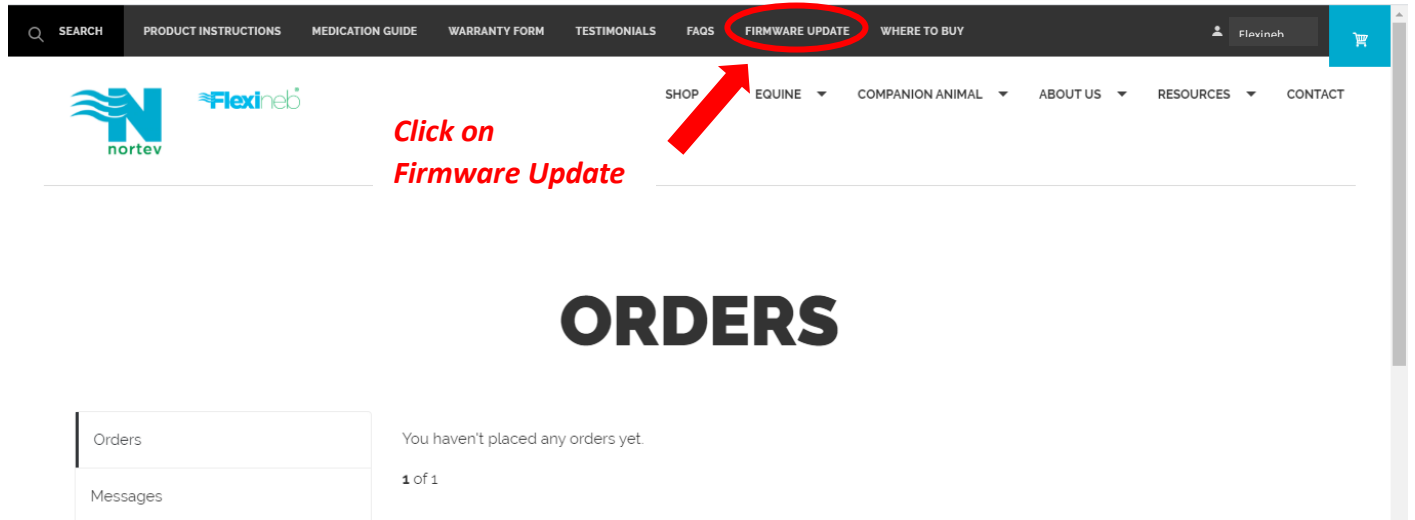 SEARCH PRODUCT INSTRUCTIONS MEDICATION GUIDE WARRANTY FORM TESTIMONIALS FAQS FIRMWARE UPDATE WHERE TO BUY Flexineb
N
nortev
Flexineb
SHOP EQUINE COMPANION ANIMAL ABOUT US RESOURCES CONTACT
Click on
Firmware Update
ORDERS
Orders
You haven't placed any orders yet.
1 of 1
Messages